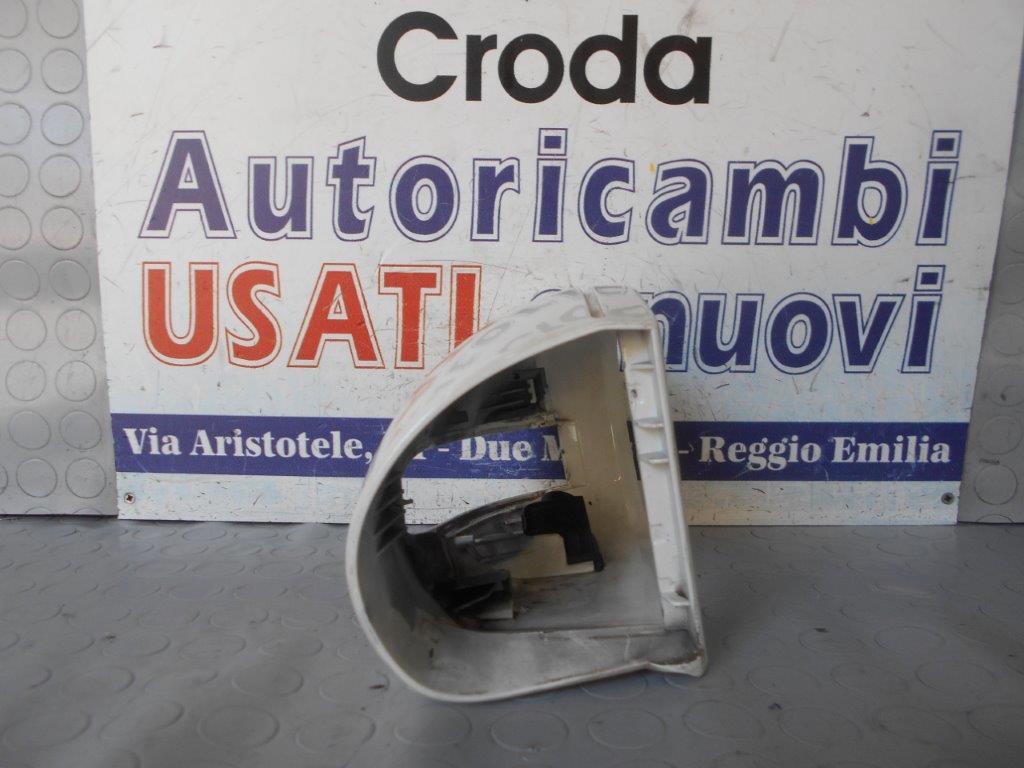 Croda
Autoricambi
USATI nuovi
Via Aristotele, - Due - Reggio Emilia